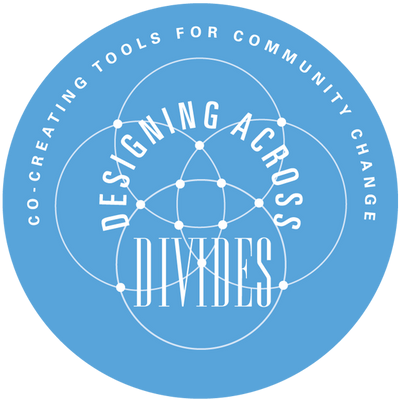 CO-CREATING TOOLS FOR COMMUNITY CHANGE
DESIGNING ACROSS
DIVIDES